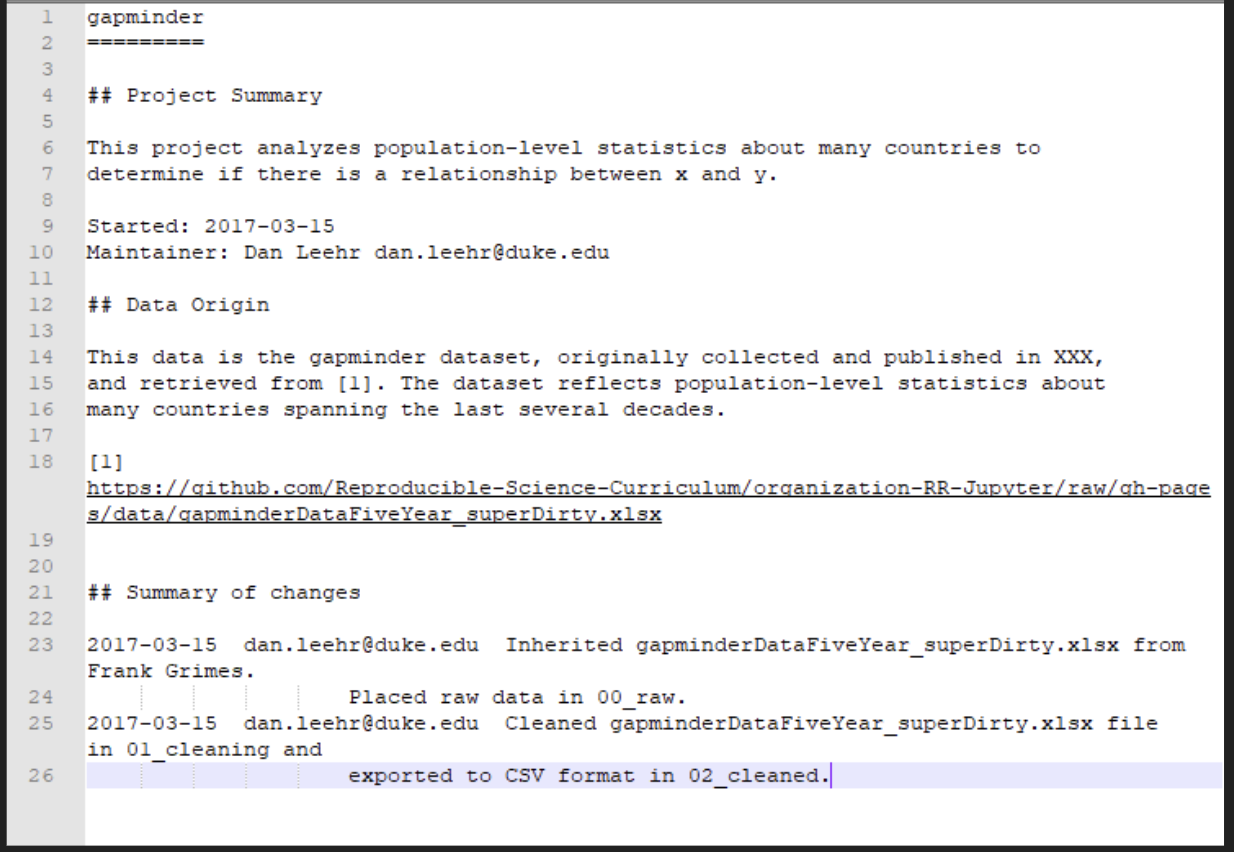 1 gapminder
2 =========
3
4 ## Project Summary
5
6 This project analyzes population-level statistics about many countries to
7 determine if there is a relationship between x and y.
8
9 Started: 2017-03-15
10 Maintainer: Dan Leehr dan.leehr@duke.edu
11
12 ## Data Origin
13
14 This data is the gapminder dataset, originally collected and published in XXX,
15 and retrieved from [1]. The dataset reflects population-level statistics about
16 many countries spanning the last several decades.
17
18 [1]
https://github.com/Reproducible-Science-Curriculum/organization-RR-Jupyter/raw/gh-page
s/data/gapminderDataFiveYear_superDirty.xlsx
19
20
21 ## Summary of changes
22
23 2017-03-15  dan.leehr@duke.edu  Inherited gapminderDataFiveYear_superDirty.xlsx from
Frank Grimes.
24                     Placed raw data in 00_raw.
25 2017-03-15  dan.leehr@duke.edu  Cleaned gapminderDataFiveYear_superDirty.xlsx file
in 01_cleaning and
26                     exported to CSV format in 02_cleaned.